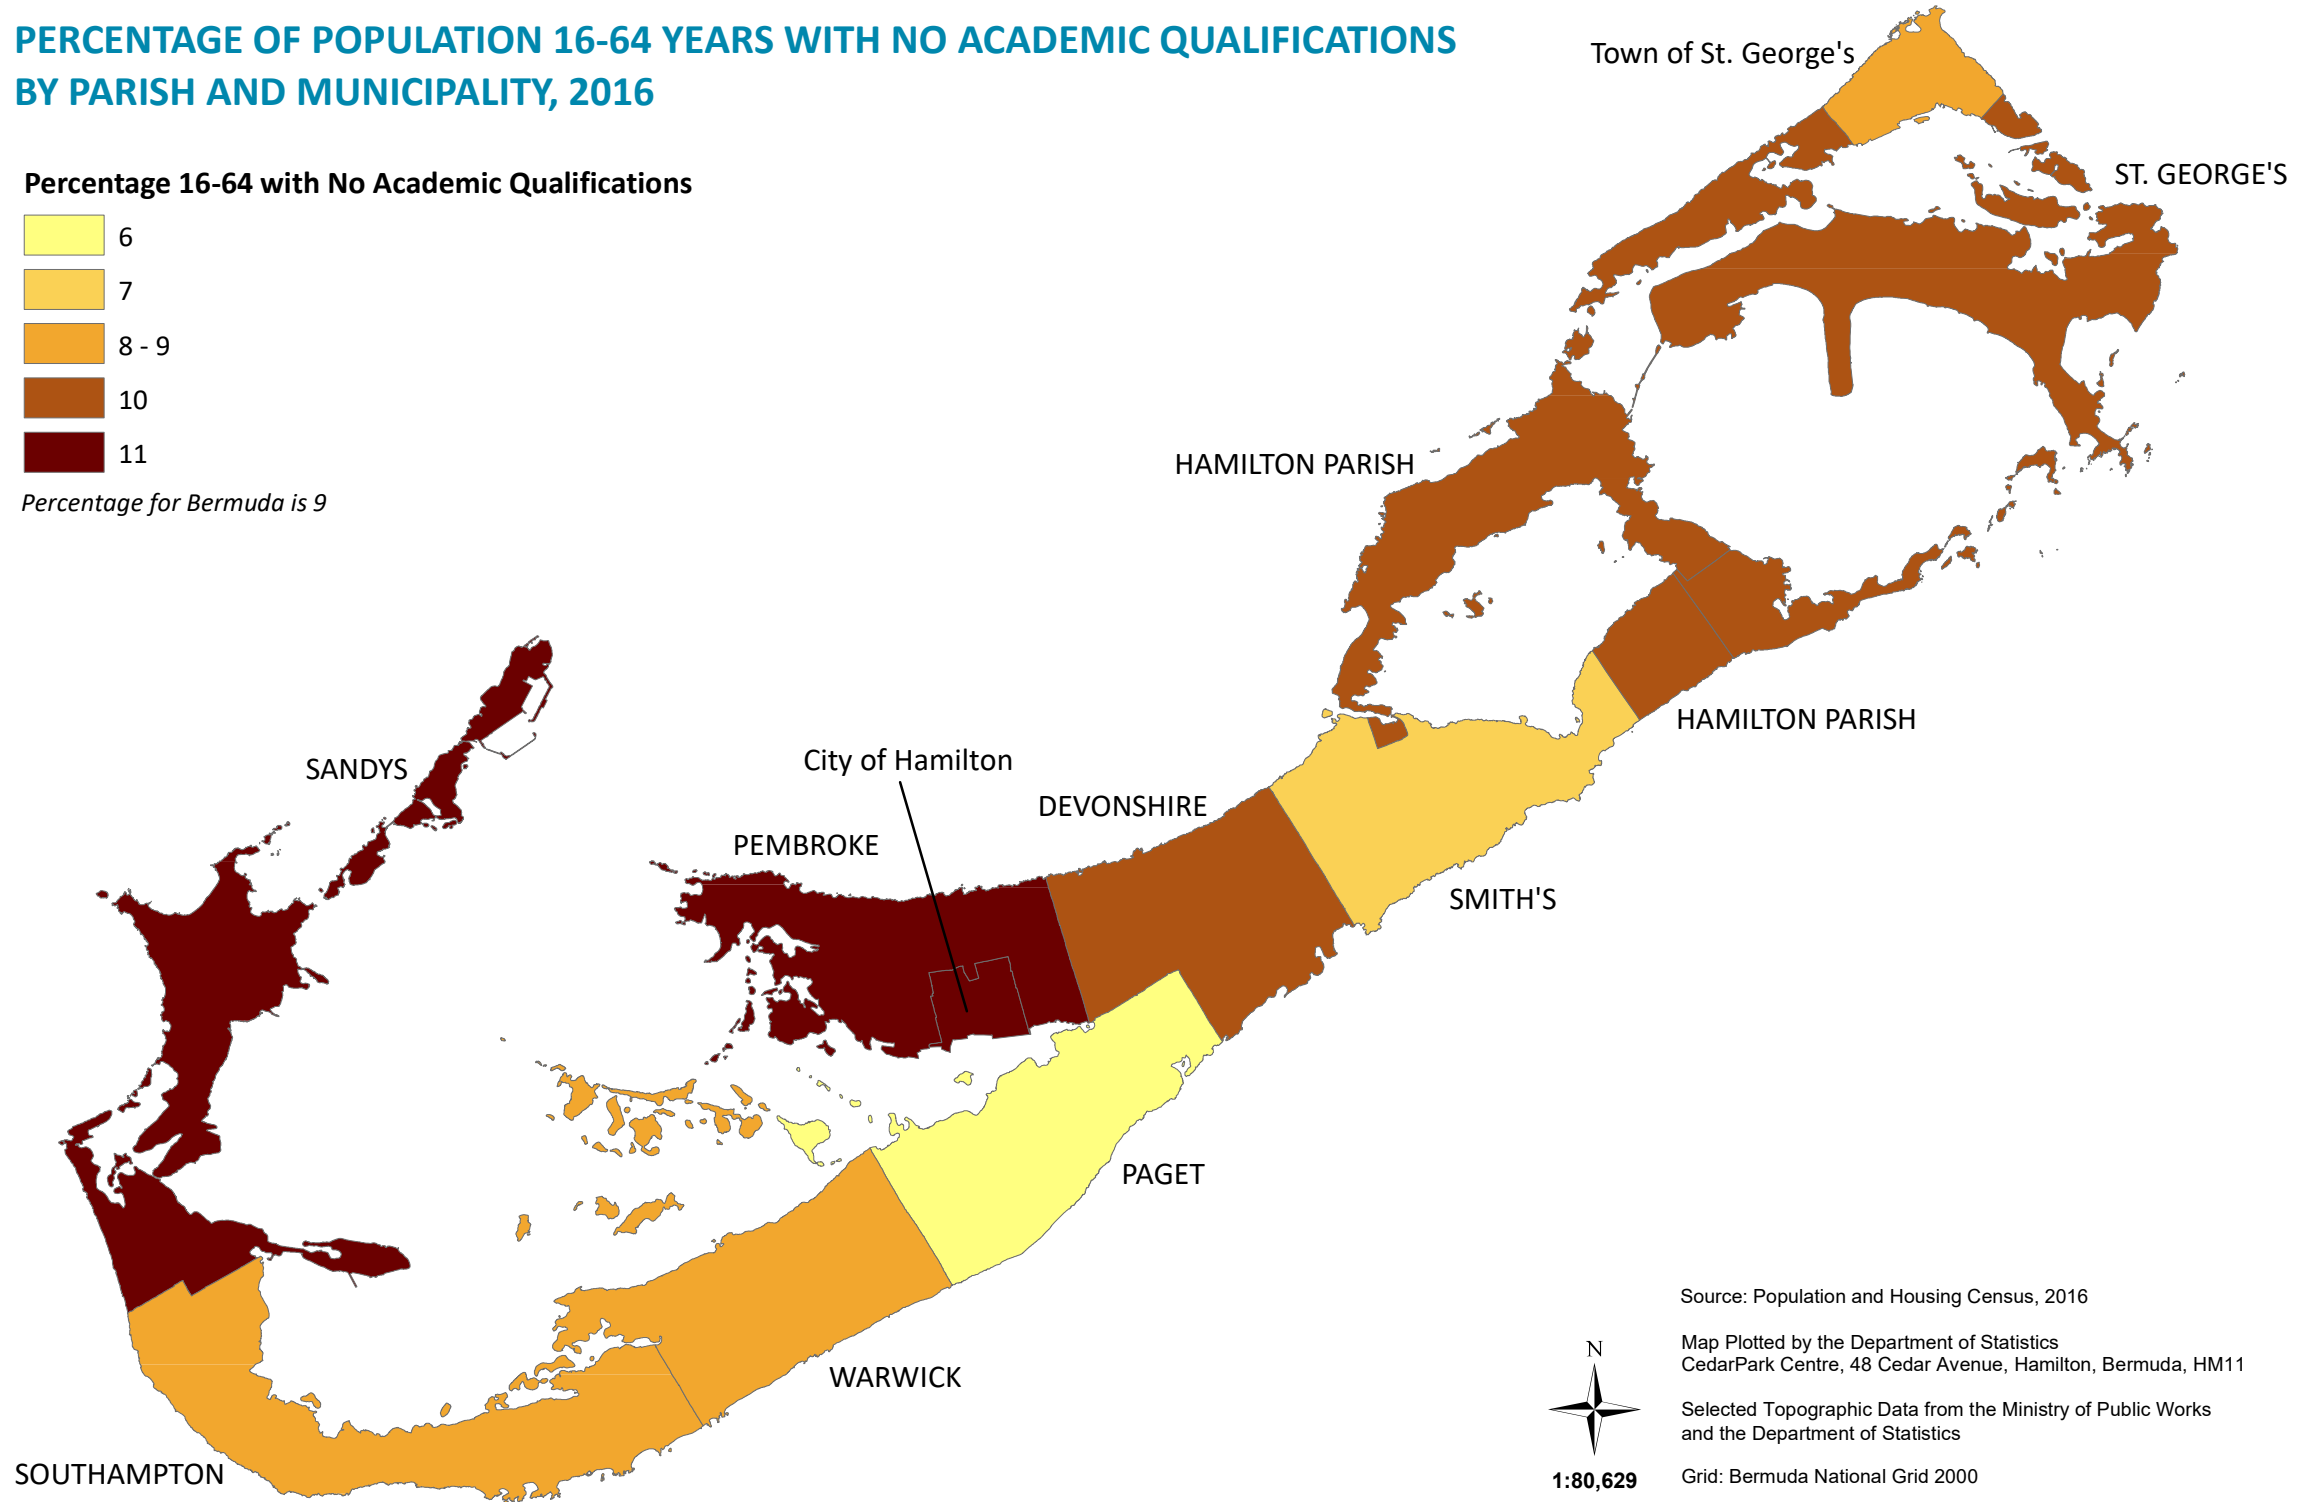 PERCENTAGE OF POPULATION 16-64 YEARS WITH NO ACADEMIC QUALIFICATIONS
BY PARISH AND MUNICIPALITY, 2016
Percentage 16-64 with No Academic Qualifications
6
7
8 - 9
10
11
Percentage for Bermuda is 9
Town of St. George's
ST. GEORGE'S
HAMILTON PARISH
HAMILTON PARISH
SANDYS
City of Hamilton
DEVONSHIRE
PEMBROKE
SMITH'S
PAGET
WARWICK
SOUTHAMPTON
N
1:80,629
Source: Population and Housing Census, 2016
Map Plotted by the Department of Statistics
CedarPark Centre, 48 Cedar Avenue, Hamilton, Bermuda, HM11
Selected Topographic Data from the Ministry of Public Works
and the Department of Statistics
Grid: Bermuda National Grid 2000